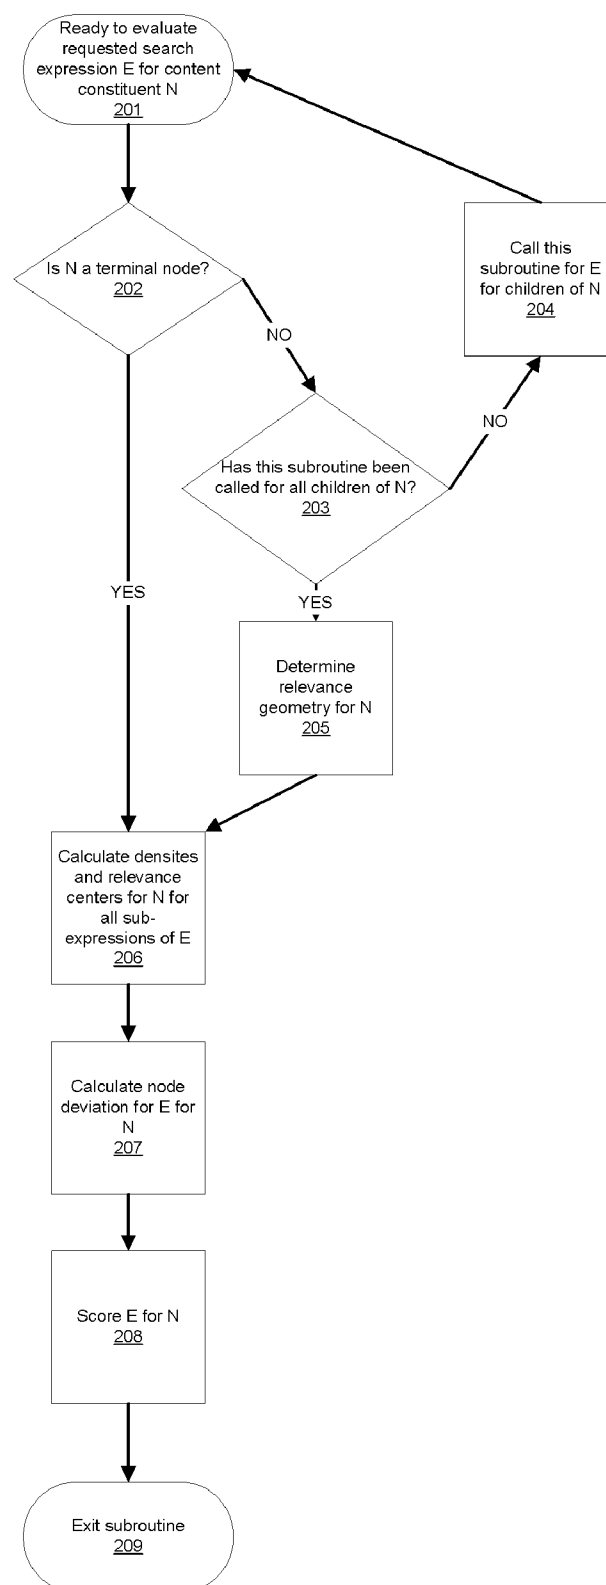 Ready to evaluate
requested search
expression E for content
constituent N
201
Is N a terminal node?
202
Call this
subroutine for E
for children of N
204
NO
NO
Has this subroutine been
called for all children of N?
203
YES
YES
Determine
relevance
geometry for N
205
Calculate densites
and relevance
centers for N for
all sub-
expressions of E
206
Calculate node
deviation for E for
N
207
Score E for N
208
Exit subroutine
209